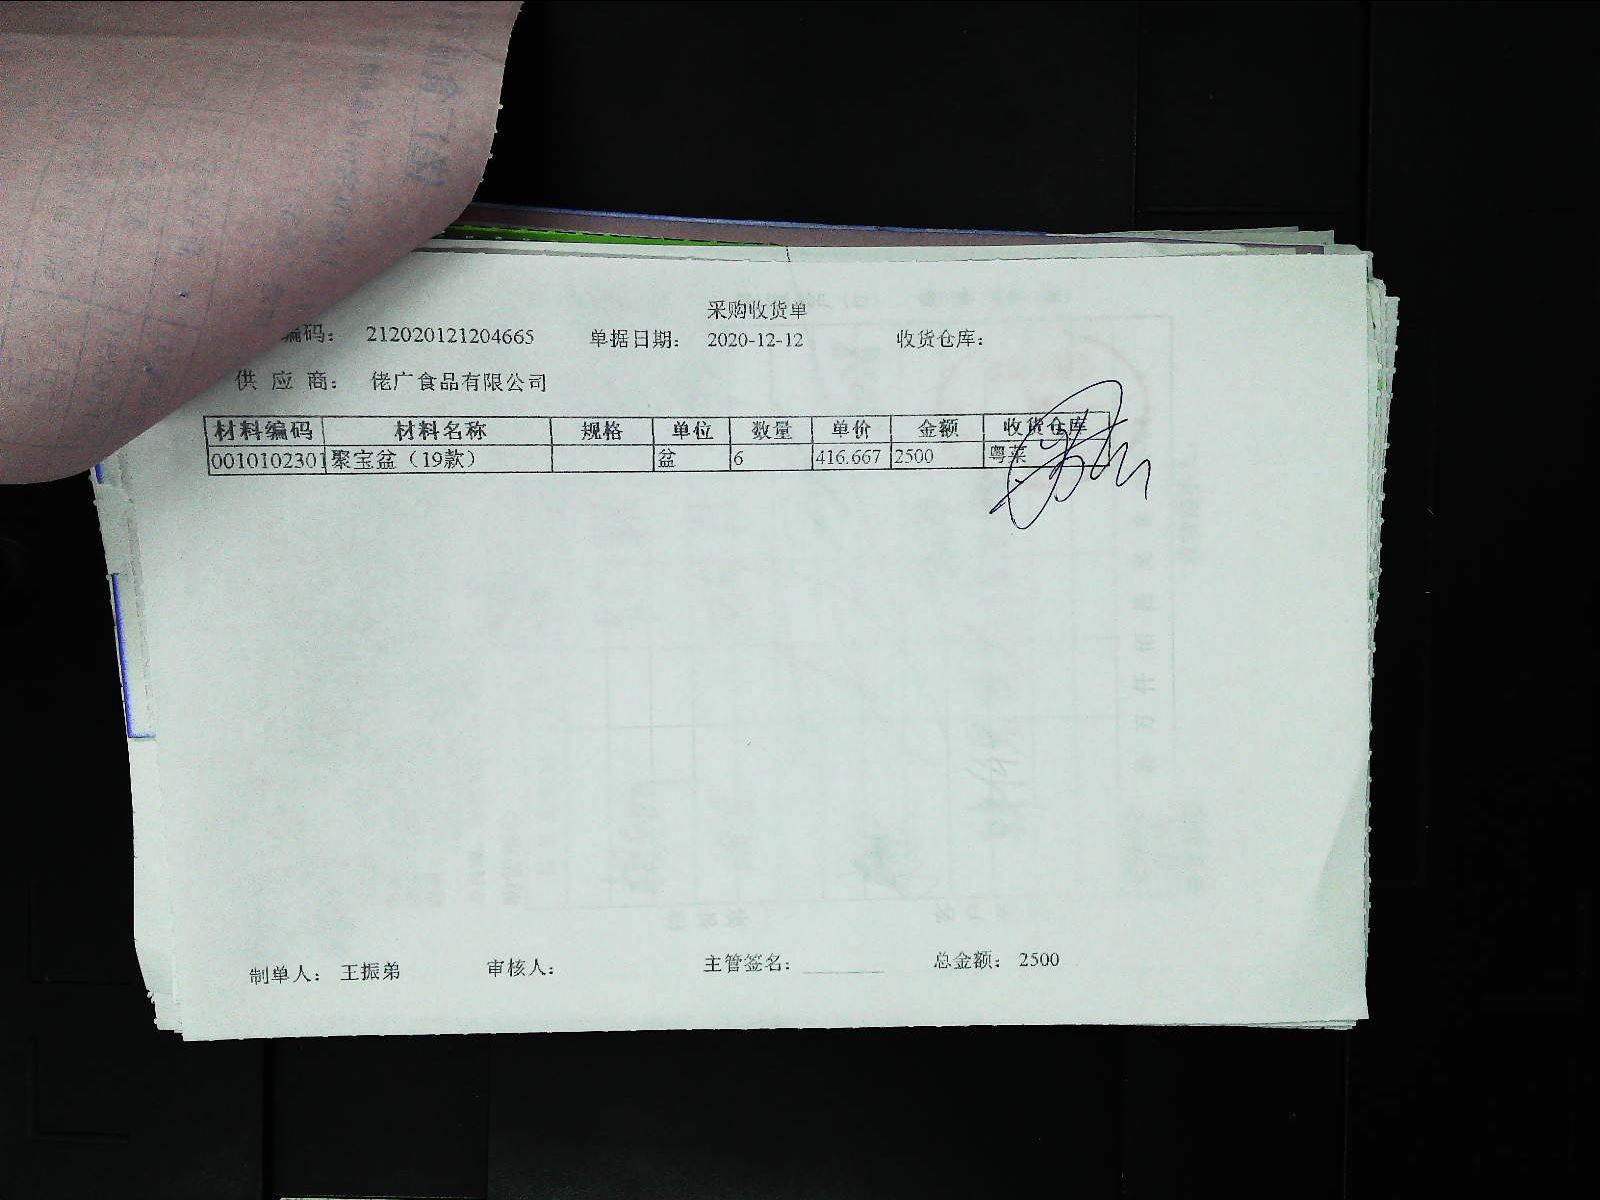 采购收货单
编码： 212020121204665 单据日期： 2020-12-12 收货仓库：
供 应 商： 佬广食品有限公司
材料编码 材料名称 规格 单位 数量 单价 金额 收货仓库
0010102301 聚宝盆（19款） 盆 6 416.667 2500 粤菜
制单人： 王振弟 审核人： 主管签名： ______ 总金额： 2500